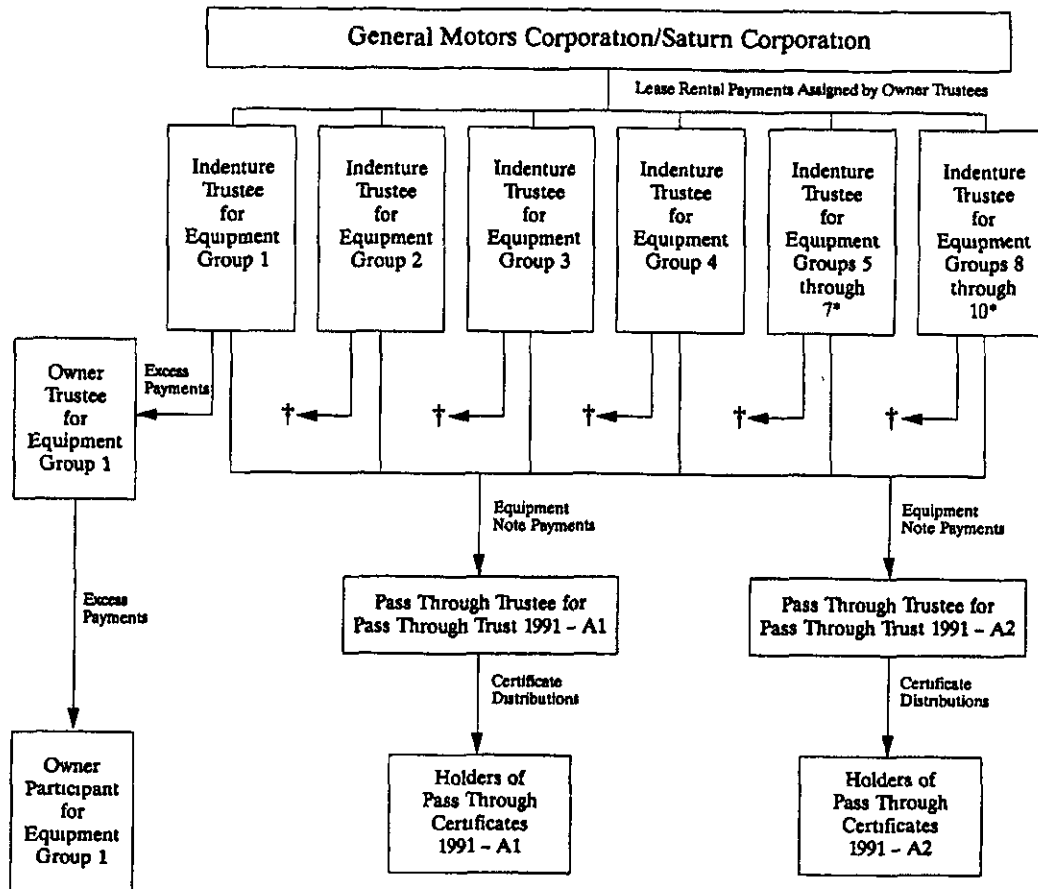 General Motors Corporation/Saturn Corporation
Lease Rental Payments Assigned by Owner Trustees
Indenture
Trustee
for
Equipment
Group 1
Indenture
Trustee
for
Equipment
Group 2
Indenture
Trustee
for
Equipment
Group 3
Indenture
Trustee
for
Equipment
Group 4
Indenture
Trustee
for
Equipment
Groups 5
through
7*
Indenture
Trustee
for
Equipment
Groups 8
through
10*
Owner
Trustee
for
Equipment
Group 1
Excess
Payments
†
†
†
†
†
Equipment
Note Payments
Equipment
Note Payments
Excess
Payments
Pass Through Trustee for
Pass Through Trust 1991 – A1
Pass Through Trustee for
Pass Through Trust 1991 – A2
Certificate
Distributions
Certificate
Distributions
Owner
Participant
for
Equipment
Group 1
Holders of
Pass Through
Certificates
1991 – A1
Holders of
Pass Through
Certificates
1991 – A2